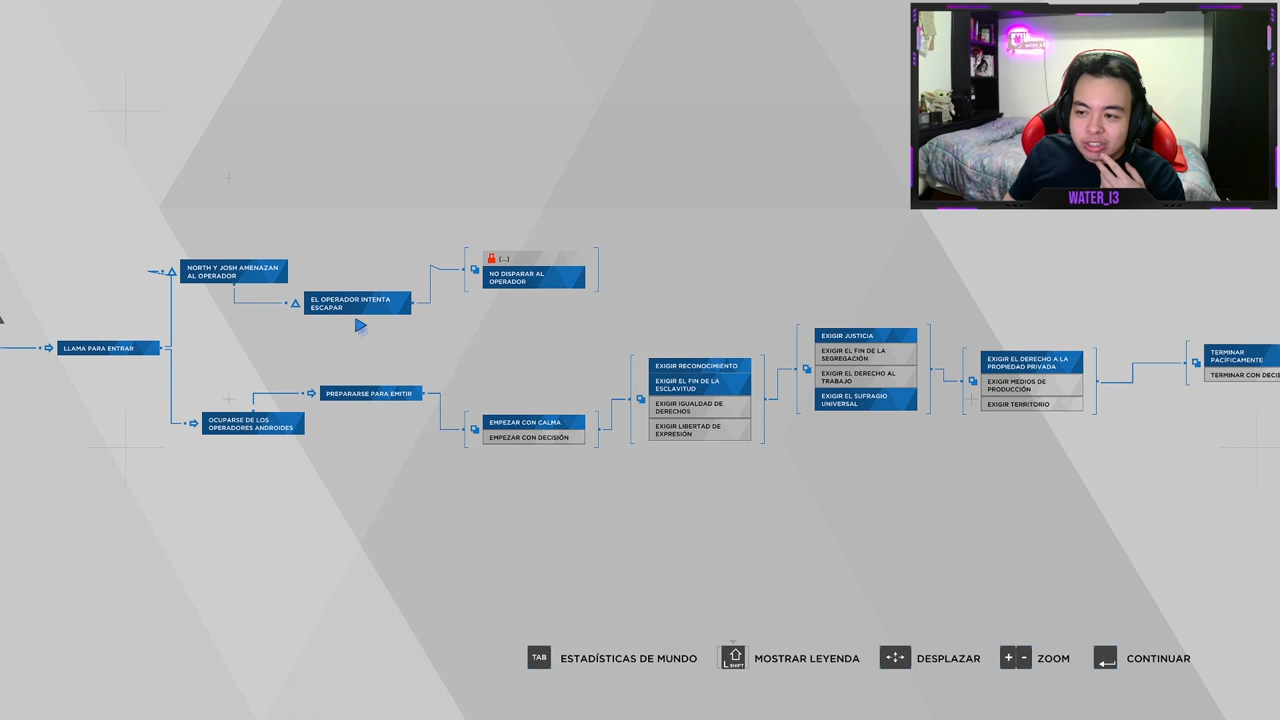 WATER_I3
NORTH Y JOSH AMENAZAN
AL OPERADOR
[...]
NO DISPARAR AL
OPERADOR
EL OPERADOR INTENTA
ESCAPAR
LLAMA PARA ENTRAR
OCUPARSE DE LOS
OPERADORES ANDROIDES
PREPARARSE PARA EMITIR
EMPEZAR CON CALMA
EMPEZAR CON DECISIÓN
EXIGIR RECONOCIMIENTO
EXIGIR EL FIN DE LA
ESCLAVITUD
EXIGIR IGUALDAD DE
DERECHOS
EXIGIR LIBERTAD DE
EXPRESIÓN
EXIGIR JUSTICIA
EXIGIR EL FIN DE LA
SEGREGACIÓN
EXIGIR EL DERECHO AL
TRABAJO
EXIGIR EL SUFRAGIO
UNIVERSAL
EXIGIR EL DERECHO A LA
PROPIEDAD PRIVADA
EXIGIR MEDIOS DE
PRODUCCIÓN
EXIGIR TERRITORIO
TERMINAR
PACÍFICAMENTE
TERMINAR CON DECIS
TAB ESTADÍSTICAS DE MUNDO L SHIFT MOSTRAR LEYENDA DESPLAZAR + - ZOOM CONTINUAR